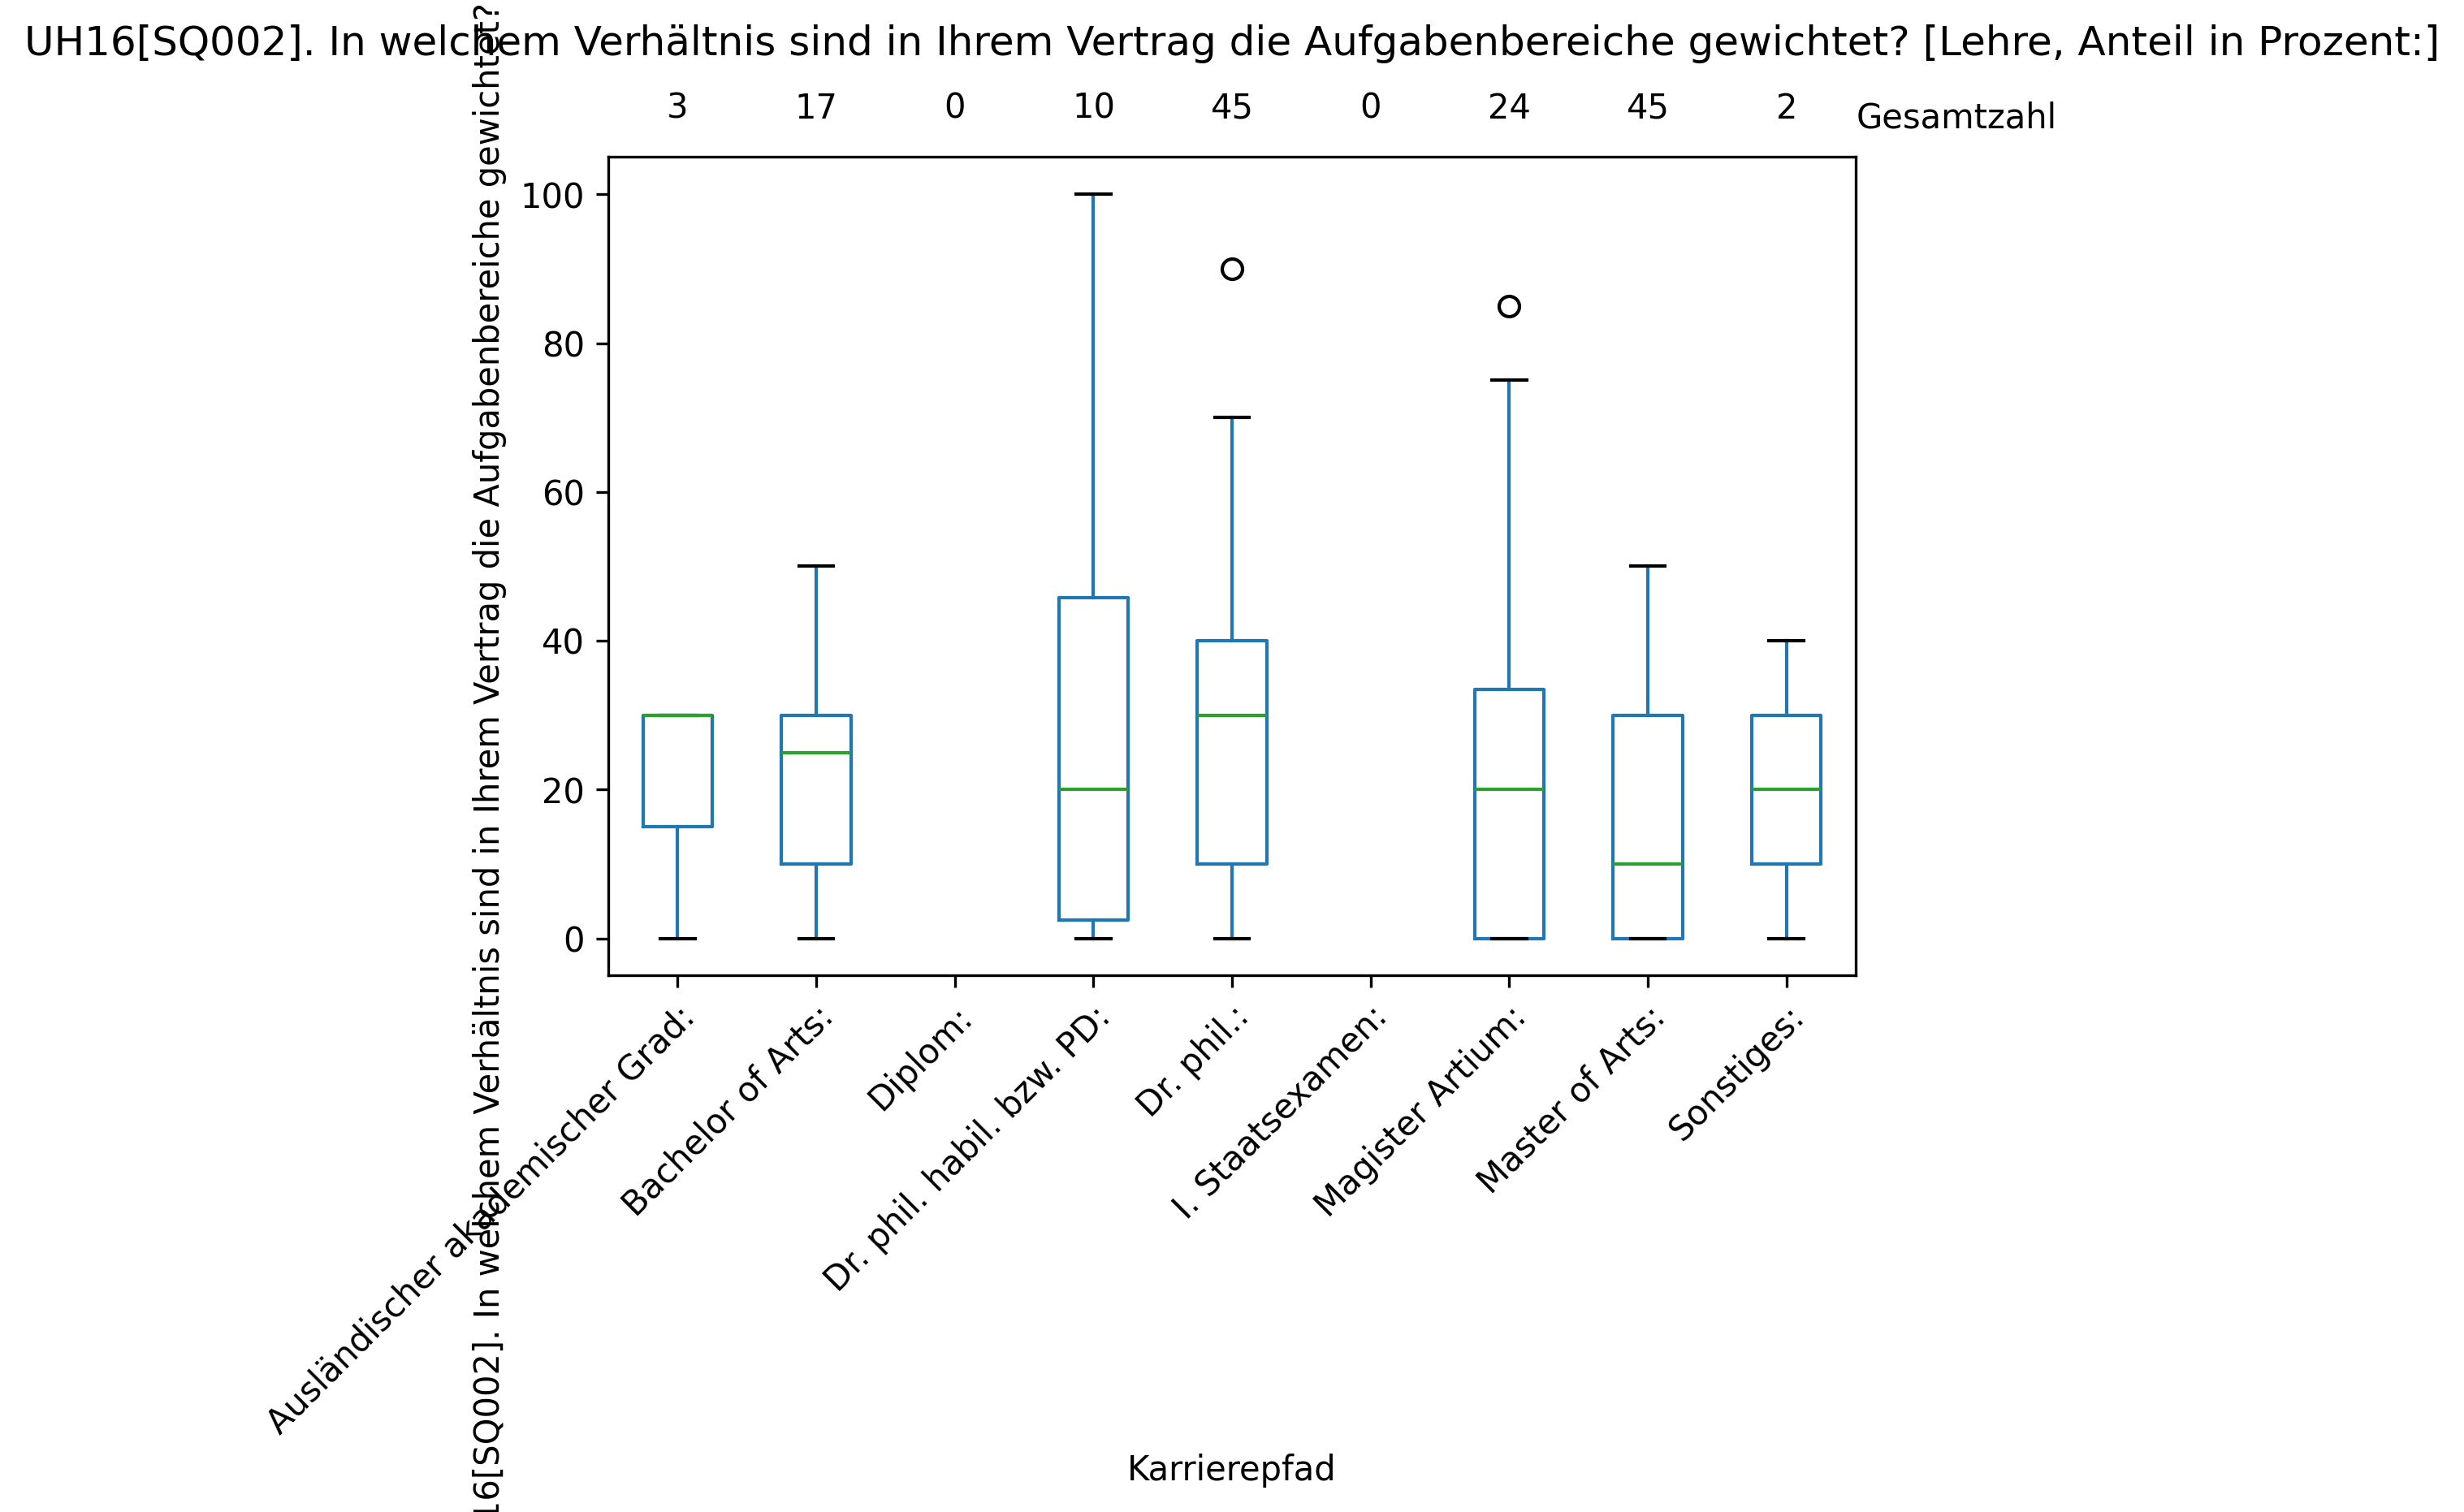 UH16[SQ002]. In welchem Verhältnis sind in Ihrem Vertrag die Aufgabenbereiche gewichtet? [Lehre, Anteil in Prozent:]
3 17 0 10 45 0 24 45 2 Gesamtzahl
16[SQ002]. In welchem Verhältnis sind in Ihrem Vertrag die Aufgabenbereiche gewichtet?
100
80
60
40
20
0
Ausländischer akademischer Grad:
Bachelor of Arts:
Diplom:
Dr. phil. habil. bzw. PD:
Dr. phil.:
I. Staatsexamen:
Magister Artium:
Master of Arts:
Sonstiges:
Karrierepfad